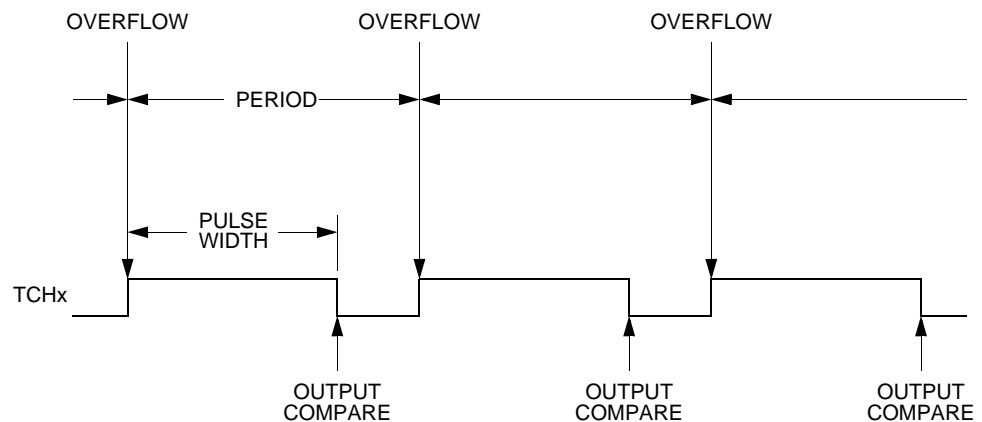 OVERFLOW OVERFLOW OVERFLOW
PERIOD
PULSE
WIDTH
TCHx
OUTPUT
COMPARE
OUTPUT
COMPARE
OUTPUT
COMPARE